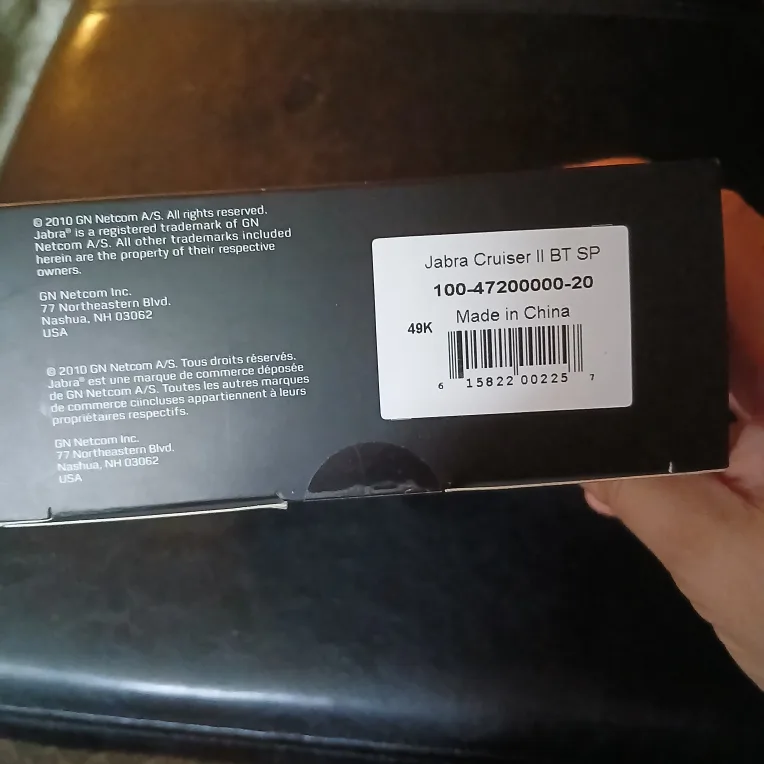 © 2010 GN Netcom A/S. All rights reserved.
Jabra® is a registered trademark of GN
Netcom A/S. All other trademarks included
herein are the property of their respective
owners.
GN Netcom Inc.
77 Northeastern Blvd.
Nashua, NH 03062
USA
© 2010 GN Netcom A/S. Tous droits réservés.
Jabra® est une marque de commerce déposée
de GN Netcom A/S. Toutes les autres marques
de commerce ciincluses appartiennent à leurs
propriétaires respectifs.
GN Netcom Inc.
77 Northeastern Blvd.
Nashua, NH 03062
USA
Jabra Cruiser II BT SP
100-47200000-20
Made in China
49K
6 15822 00225 7